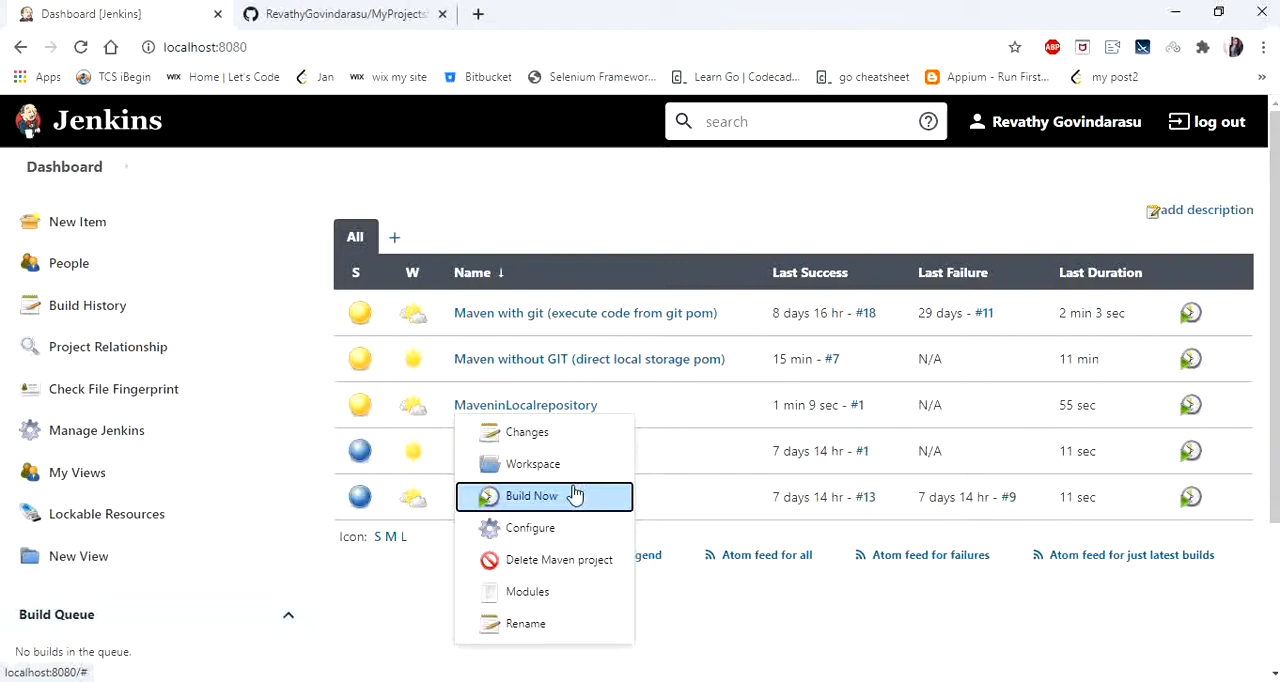 Dashboard [Jenkins]
RevathyGovindarasu/MyProjects
localhost:8080
ABP
Apps
TCS iBegin
WIX Home | Let's Code
Jan
WIX wix my site
Bitbucket
Selenium Framewor...
Learn Go | Codecad...
go cheatsheet
Appium - Run First...
my post2
»
Jenkins
search
Revathy Govindarasu
log out
Dashboard
New Item
People
Build History
Project Relationship
Check File Fingerprint
Manage Jenkins
My Views
Lockable Resources
New View
Build Queue
No builds in the queue.
localhost:8080/#
add description
All +
S W Name ↓ Last Success Last Failure Last Duration
Maven with git (execute code from git pom) 8 days 16 hr - #18 29 days - #11 2 min 3 sec
Maven without GIT (direct local storage pom) 15 min - #7 N/A 11 min
MaveninLocalrepository 1 min 9 sec - #1 N/A 55 sec
7 days 14 hr - #1 N/A 11 sec
7 days 14 hr - #13 7 days 14 hr - #9 11 sec
Changes
Workspace
Build Now
Configure
Delete Maven project
Modules
Rename
Icon: S M L
gend
Atom feed for all
Atom feed for failures
Atom feed for just latest builds